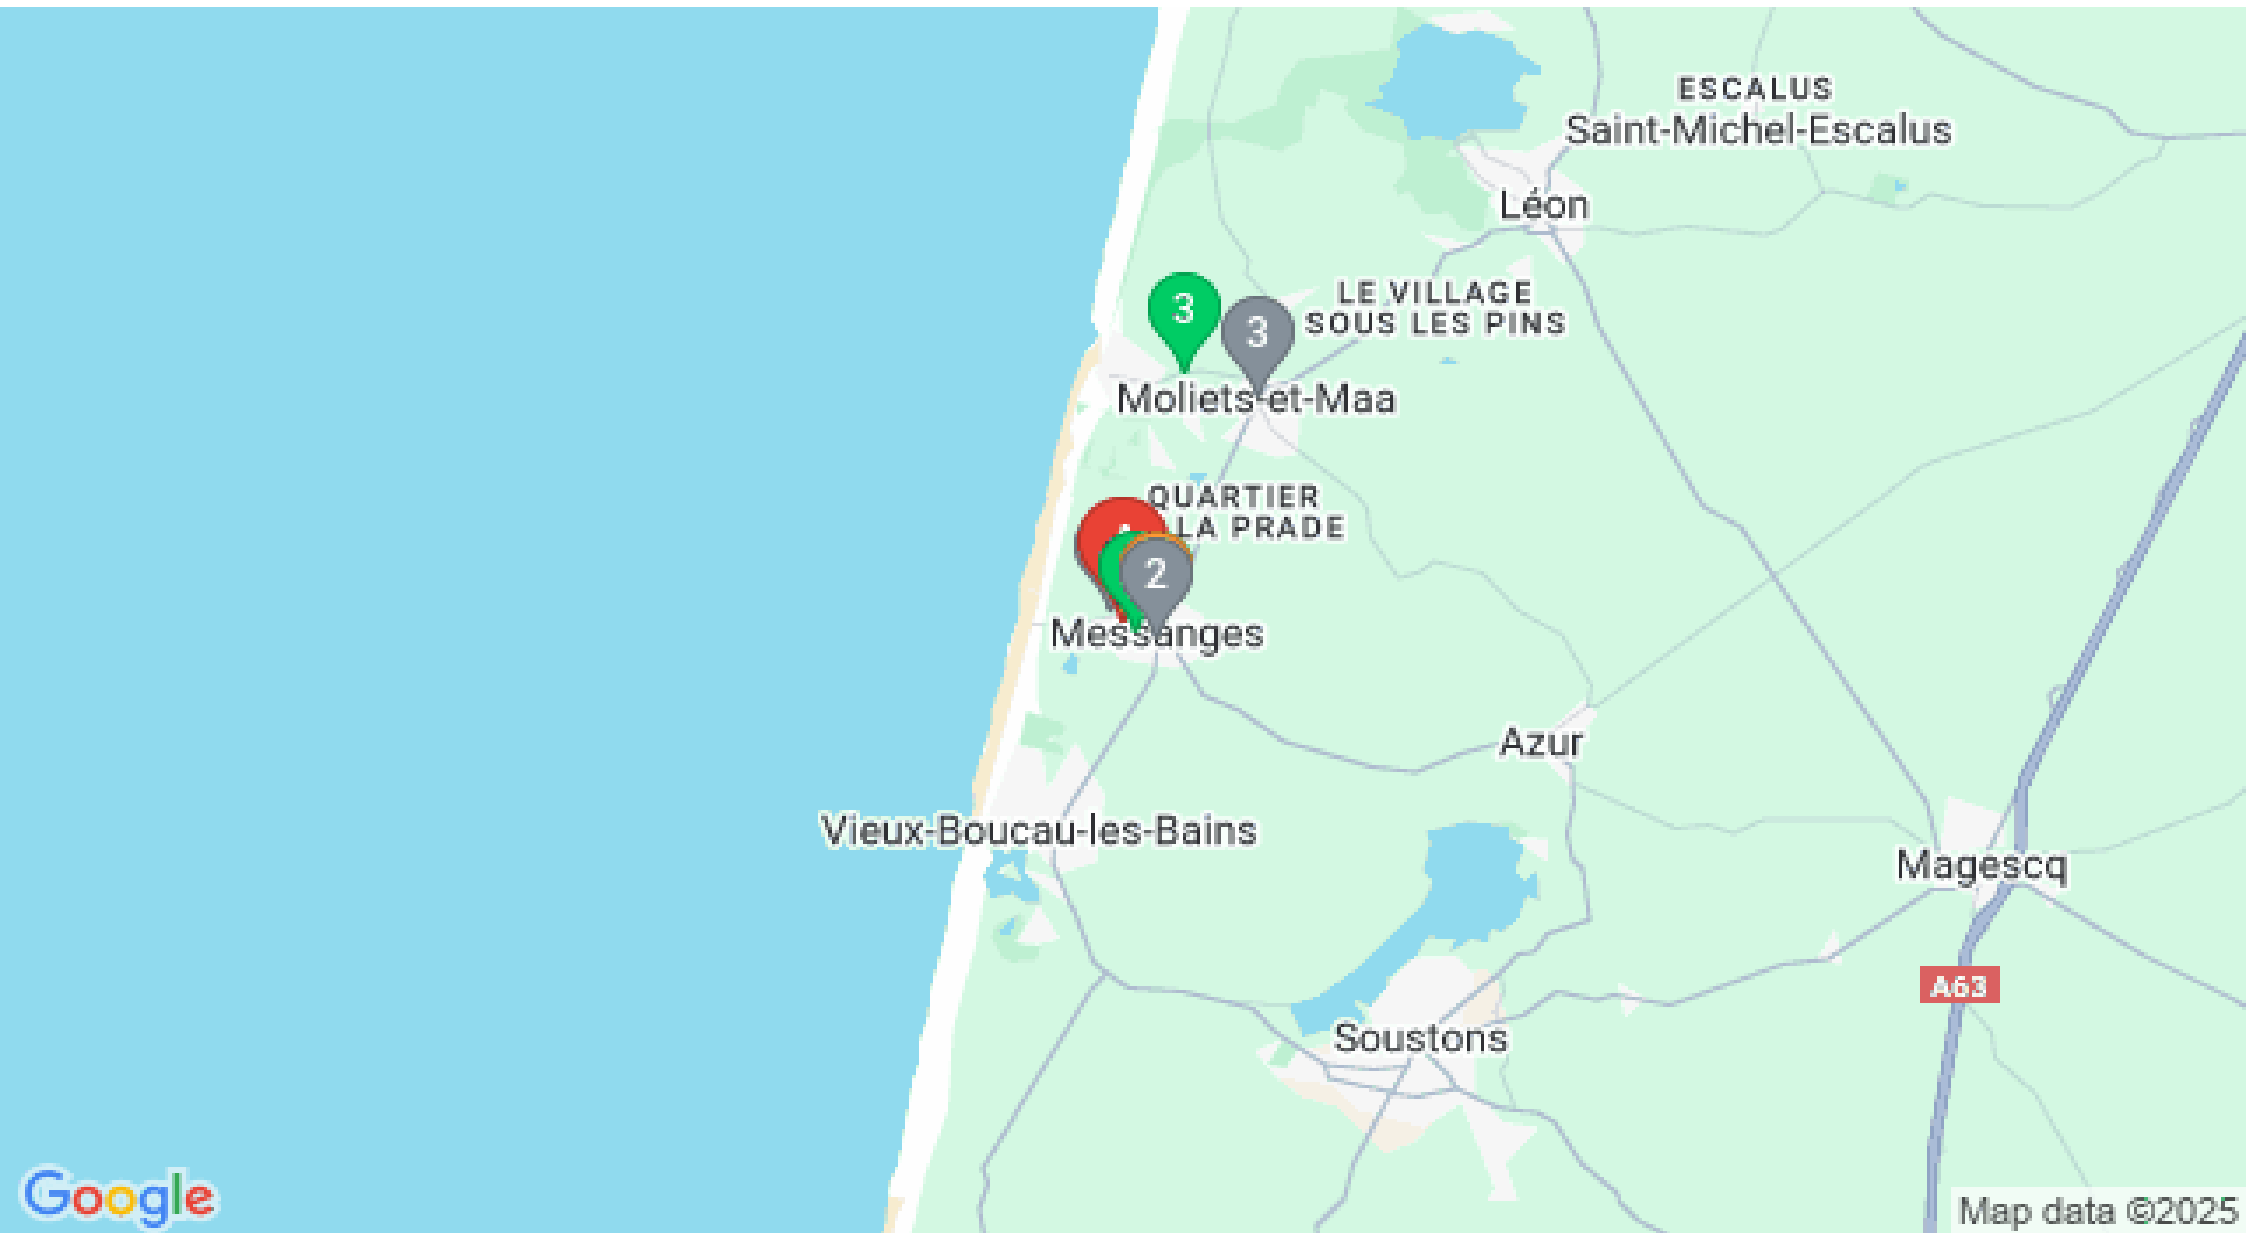 ESCALUS
Saint-Michel-Escalus
Léon
LE VILLAGE
SOUS LES PINS
3
3
Moliets-et-Maa
QUARTIER
LA PRADE
2
Messanges
Azur
Vieux-Boucau-les-Bains
Magescq
A63
Soustons
Google
Map data ©2025